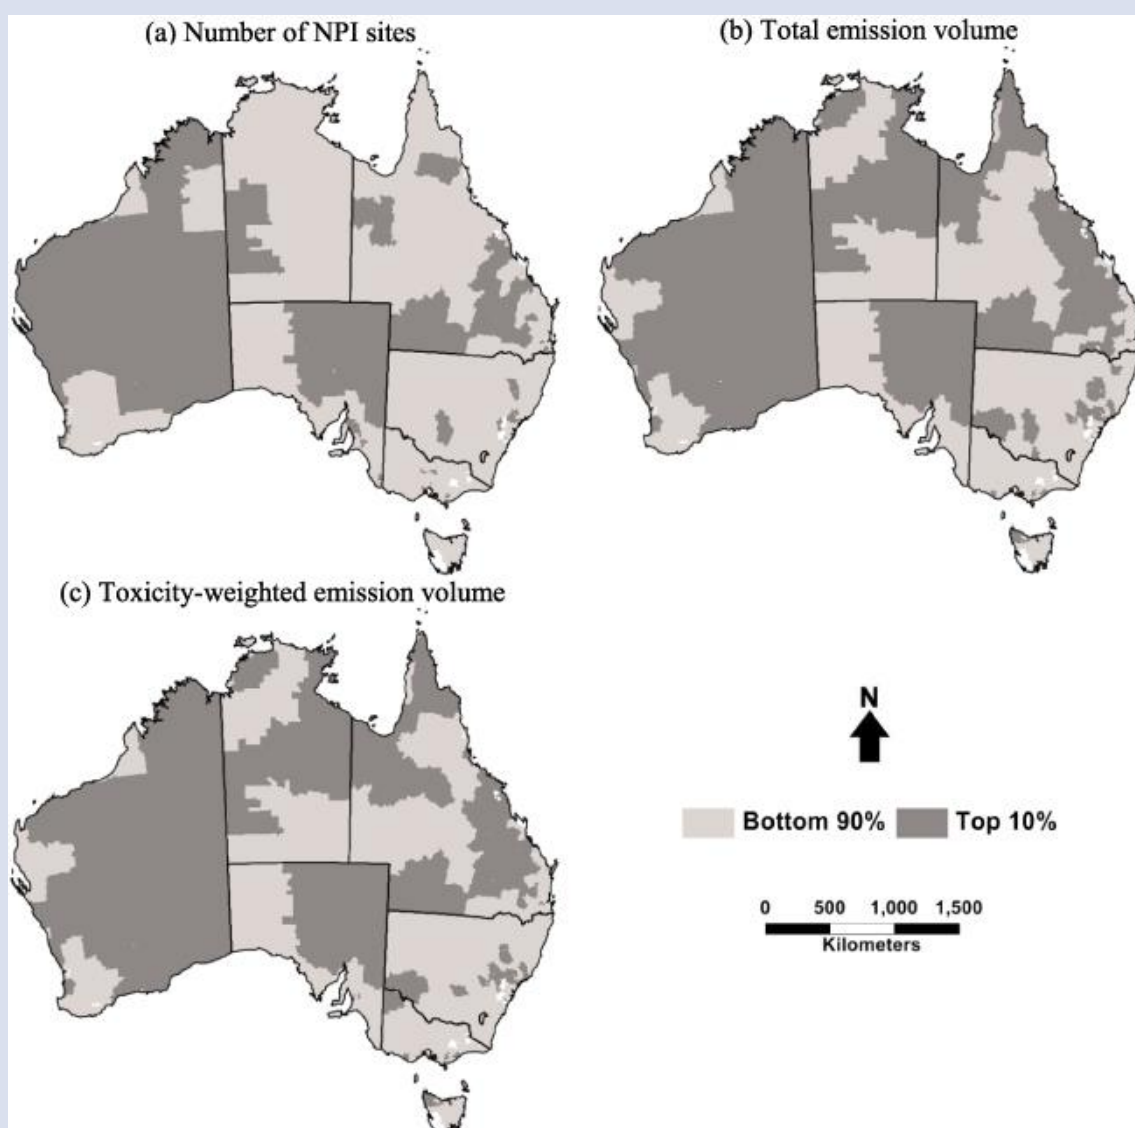 (a) Number of NPI sites
(b) Total emission volume
(c) Toxicity-weighted emission volume
N
Bottom 90% Top 10%
0 500 1,000 1,500
Kilometers